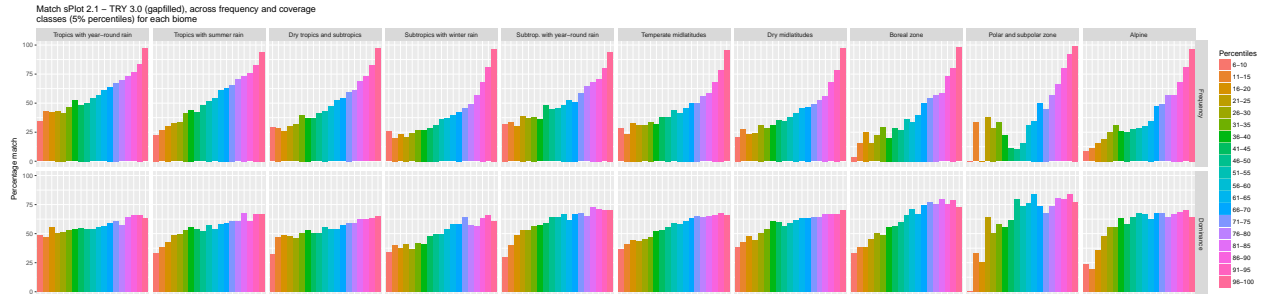 Match sPlot 2.1 – TRY 3.0 (gapfilled), across frequency and coverage
classes (5% percentiles) for each biome
Tropics with year–round rain
Tropics with summer rain
Dry tropics and subtropics
Subtropics with winter rain
Subtrop. with year–round rain
Temperate midlatitudes
Dry midlatitudes
Boreal zone
Polar and subpolar zone
Alpine
100
75
50
25
0
Frequency
Percentage match
100
75
50
25
0
Dominance
Percentiles
6–10
11–15
16–20
21–25
26–30
31–35
36–40
41–45
46–50
51–55
56–60
61–65
66–70
71–75
76–80
81–85
86–90
91–95
96–100